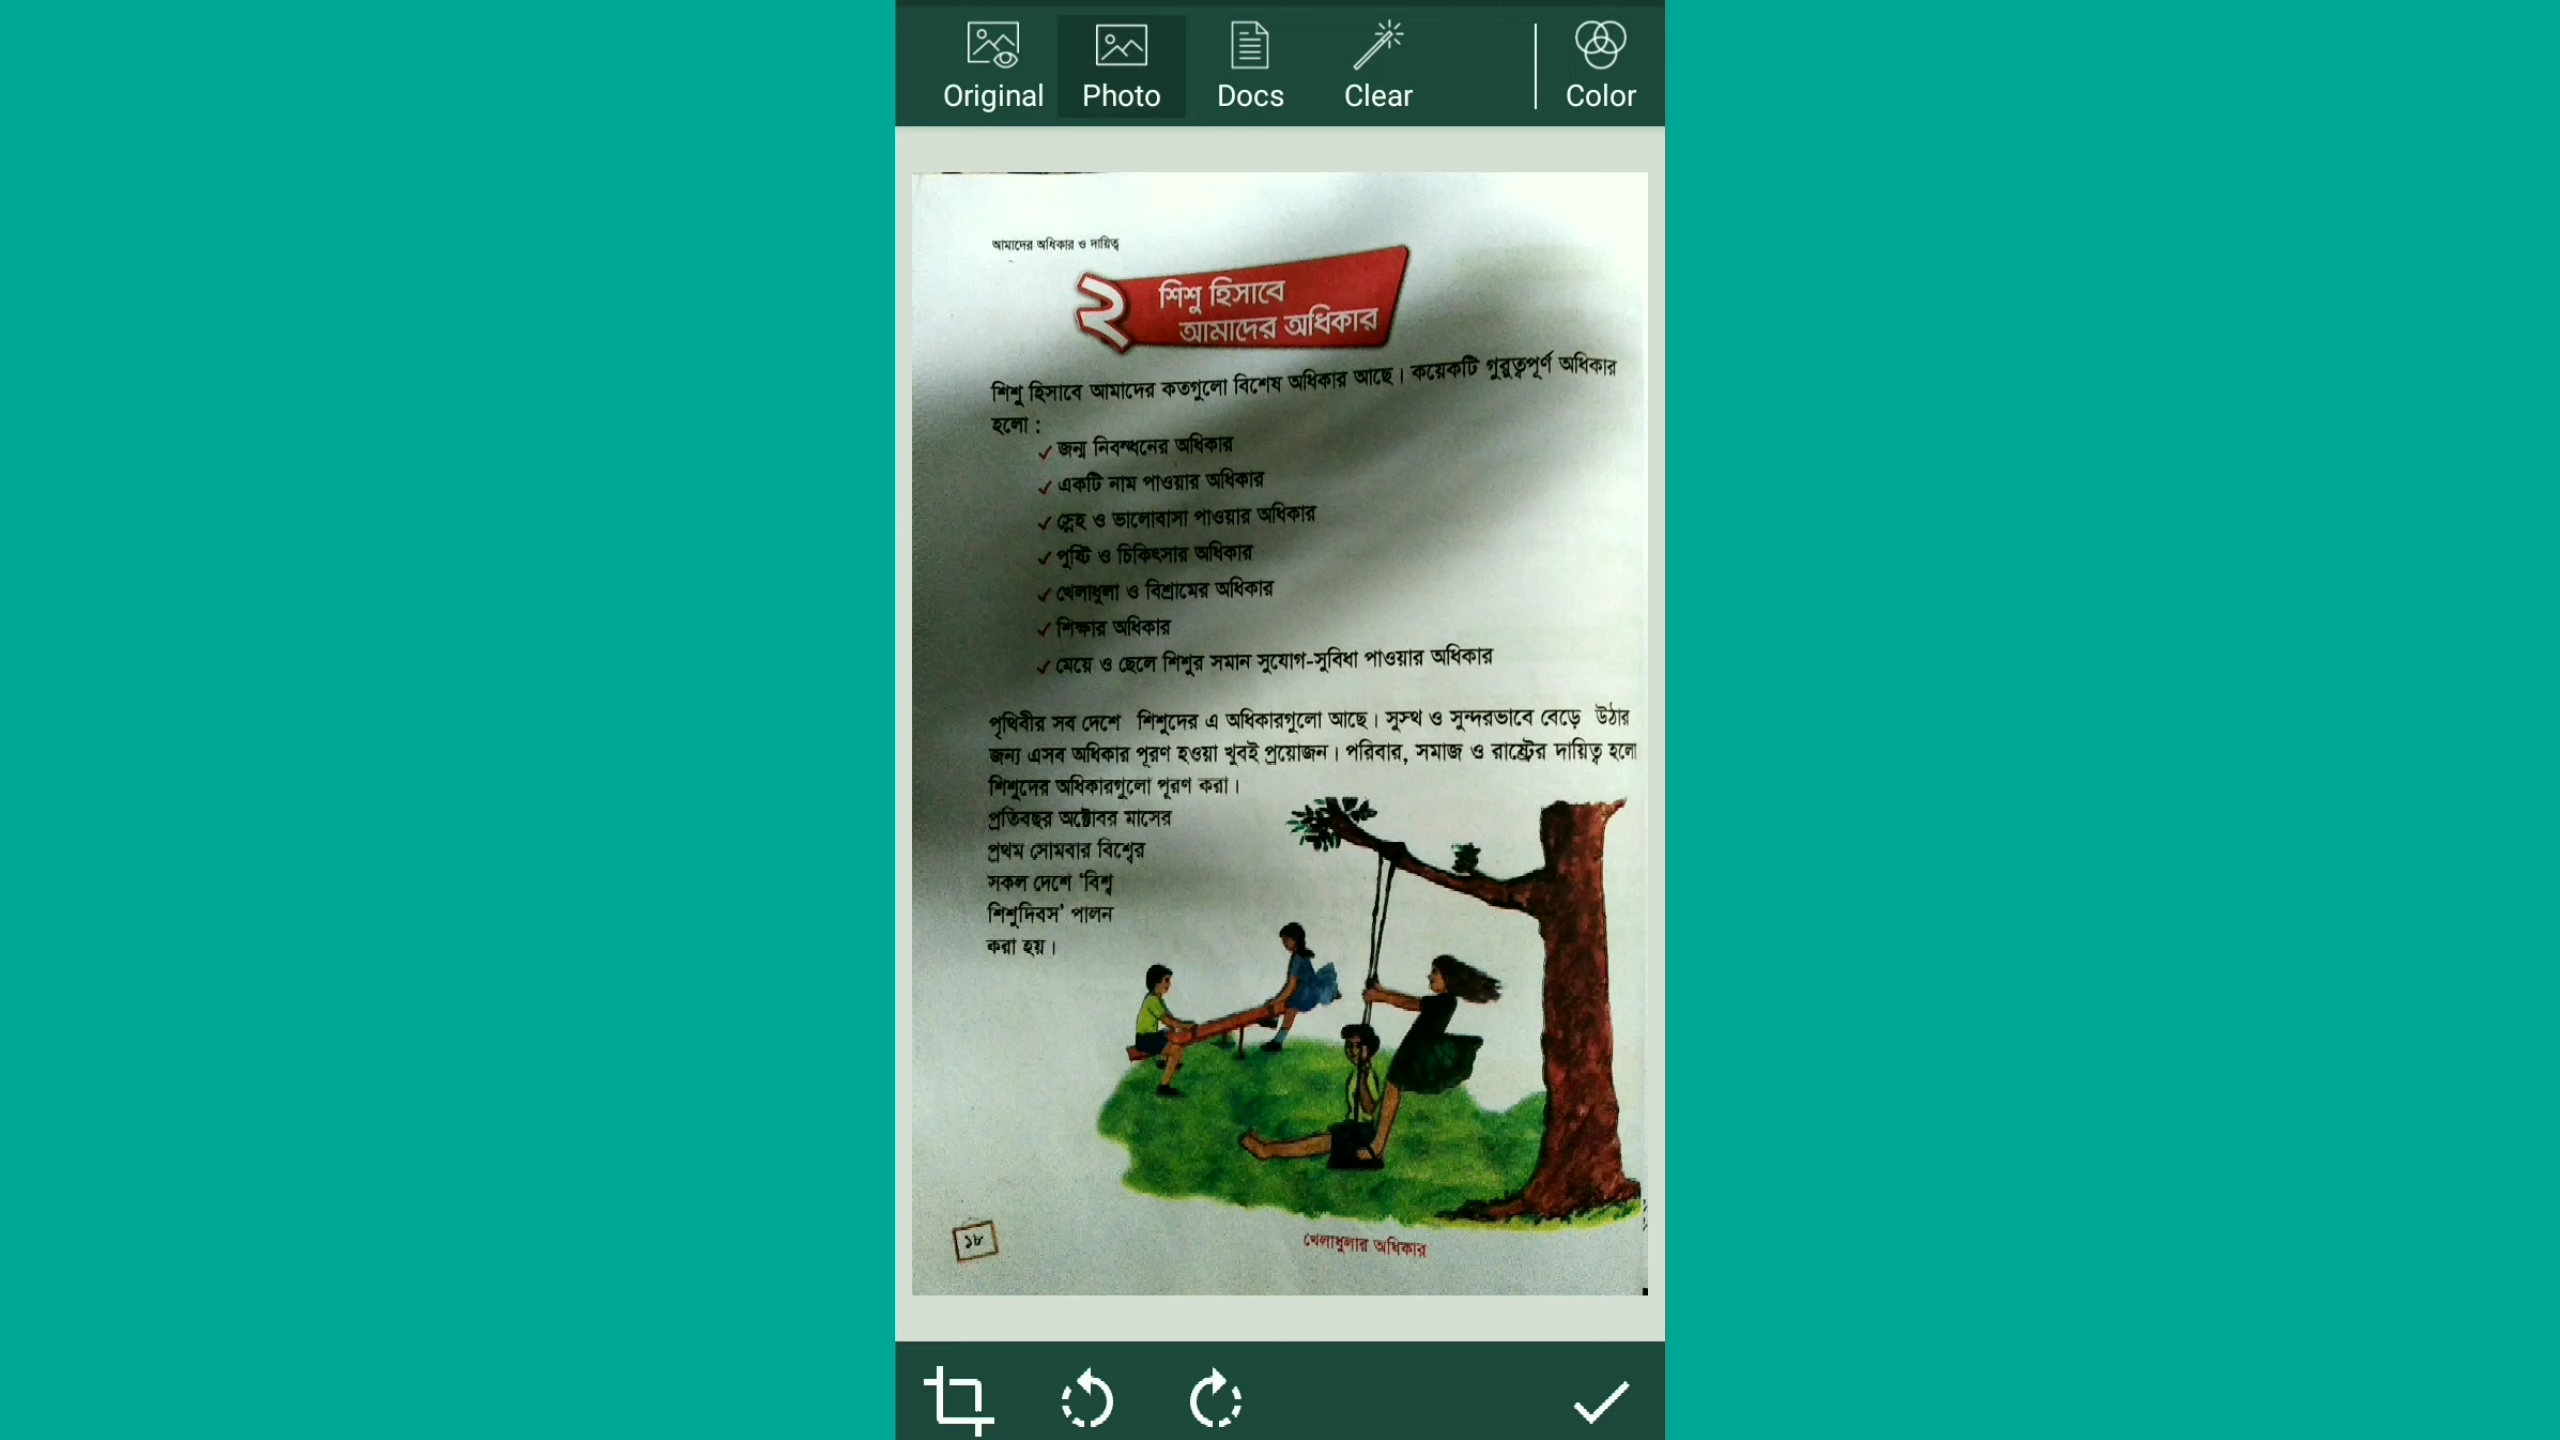 Original Photo Docs Clear Color
আমাদের অধিকার ও দায়িত্ব
২
শিশু হিসাবে
আমাদের অধিকার
শিশু হিসাবে আমাদের কতগুলো বিশেষ অধিকার আছে। কয়েকটি গুরুত্বপূর্ণ অধিকার
হলো :
✓ জন্ম নিবন্ধনের অধিকার
✓ একটি নাম পাওয়ার অধিকার
✓ স্নেহ ও ভালোবাসা পাওয়ার অধিকার
✓ পুষ্টি ও চিকিৎসার অধিকার
✓ খেলাধুলা ও বিশ্রামের অধিকার
✓ শিক্ষার অধিকার
✓ মেয়ে ও ছেলে শিশুর সমান সুযোগ-সুবিধা পাওয়ার অধিকার
পৃথিবীর সব দেশে শিশুদের এ অধিকারগুলো আছে। সুস্থ ও সুন্দরভাবে বেড়ে উঠার
জন্য এসব অধিকার পূরণ হওয়া খুবই প্রয়োজন। পরিবার, সমাজ ও রাষ্ট্রের দায়িত্ব হলো
শিশুদের অধিকারগুলো পূরণ করা।
প্রতিবছর অক্টোবর মাসের
প্রথম সোমবার বিশ্বের
সকল দেশে ‘বিশ্ব
শিশুদিবস’ পালন
করা হয়।
১৮
খেলাধুলার অধিকার